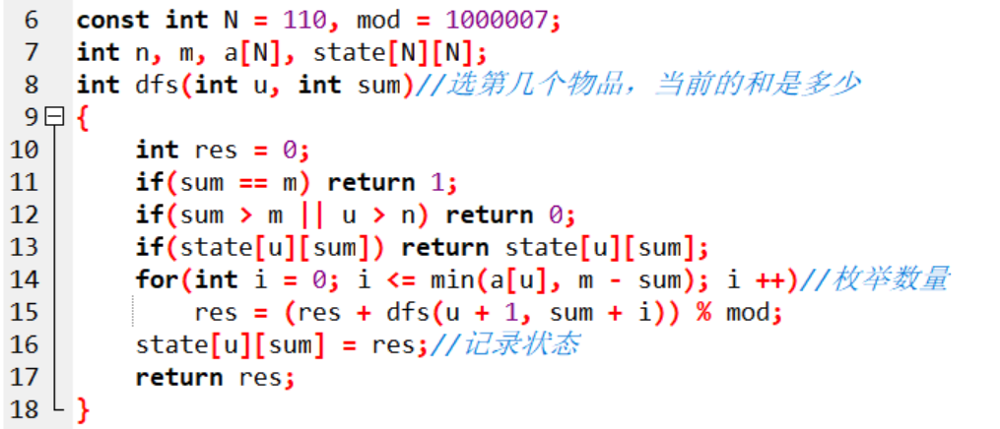 6 const int N = 110, mod = 1000007;
7 int n, m, a[N], state[N][N];
8 int dfs(int u, int sum)//选第几个物品，当前的和是多少
9 {
10 int res = 0;
11 if(sum == m) return 1;
12 if(sum > m || u > n) return 0;
13 if(state[u][sum]) return state[u][sum];
14 for(int i = 0; i <= min(a[u], m - sum); i ++)//枚举数量
15 res = (res + dfs(u + 1, sum + i)) % mod;
16 state[u][sum] = res;//记录状态
17 return res;
18 }